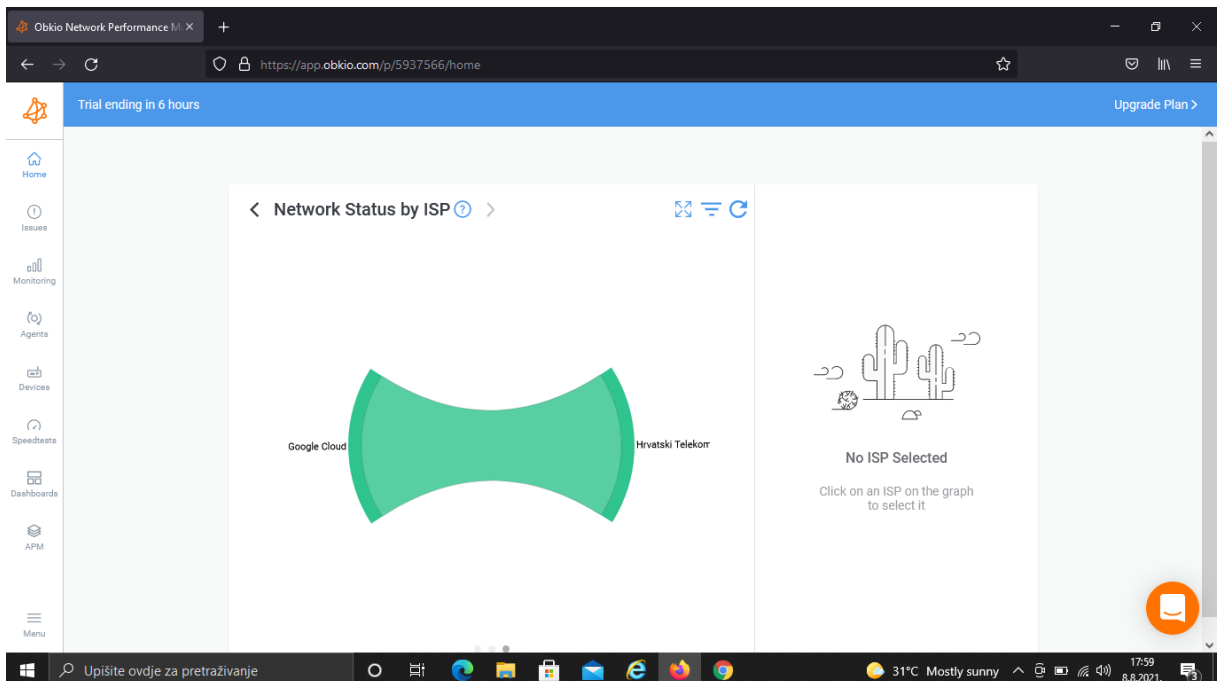 Obkio Network Performance M
https://app.obkio.com/p/5937566/home
Trial ending in 6 hours
Upgrade Plan >
Home
Issues
Monitoring
Agents
Devices
Speedtests
Dashboards
APM
Menu
Network Status by ISP ?
Google Cloud
Hrvatski Telekom
No ISP Selected
Click on an ISP on the graph
to select it
Upišite ovdje za pretraživanje
31°C Mostly sunny
17:59
8.8.2021.
3